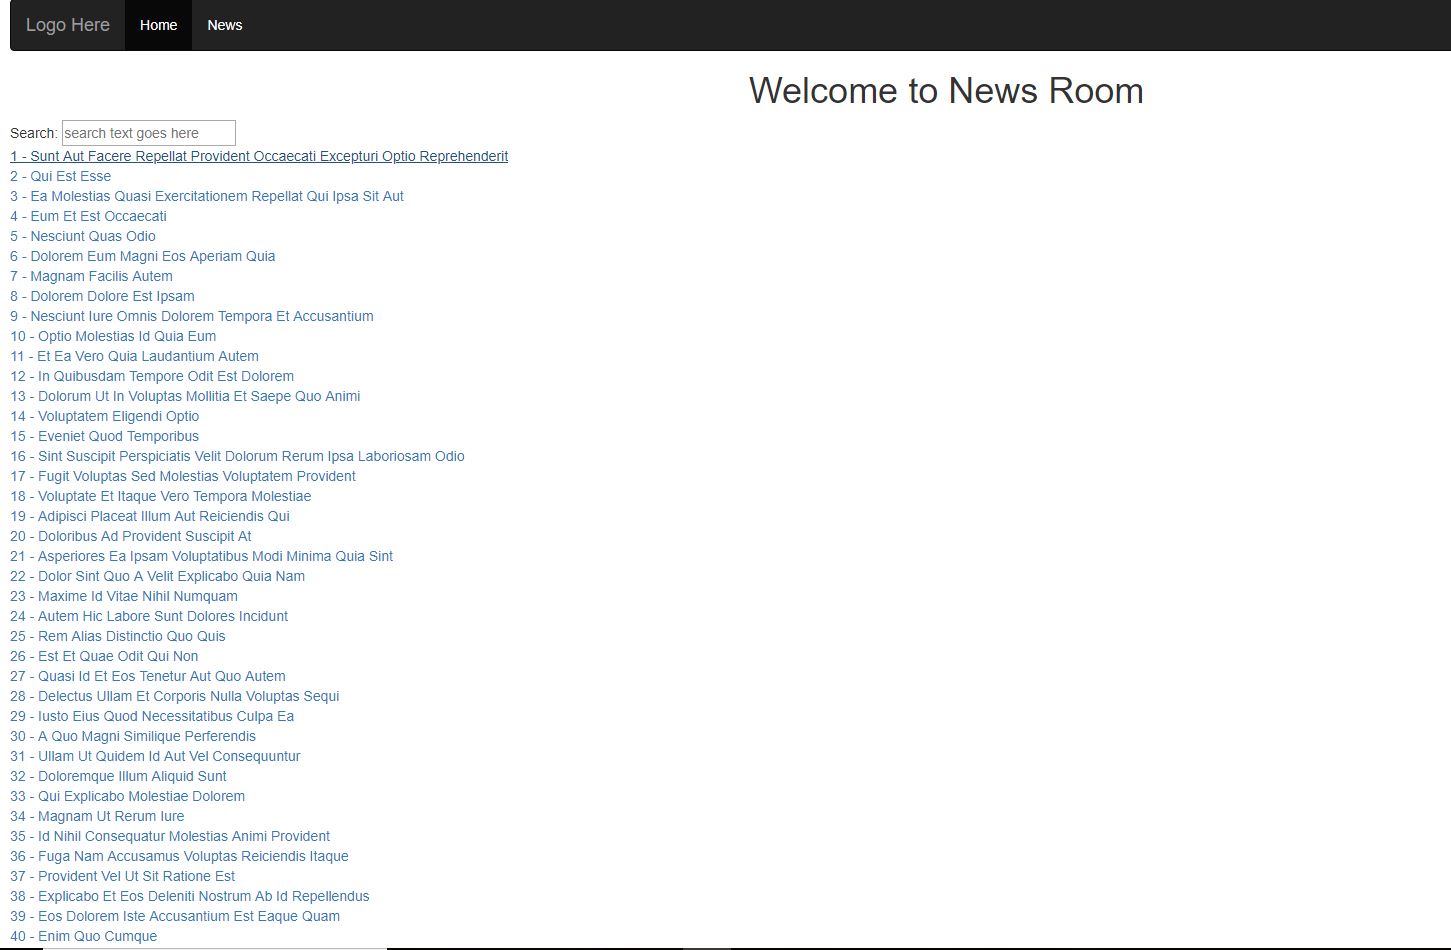 Logo Here Home News
Welcome to News Room
Search: search text goes here
1 - Sunt Aut Facere Repellat Provident Occaecati Excepturi Optio Reprehenderit
2 - Qui Est Esse
3 - Ea Molestias Quasi Exercitationem Repellat Qui Ipsa Sit Aut
4 - Eum Et Est Occaecati
5 - Nesciunt Quas Odio
6 - Dolorem Eum Magni Eos Aperiam Quia
7 - Magnam Facilis Autem
8 - Dolorem Dolore Est Ipsam
9 - Nesciunt Iure Omnis Dolorem Tempora Et Accusantium
10 - Optio Molestias Id Quia Eum
11 - Et Ea Vero Quia Laudantium Autem
12 - In Quibusdam Tempore Odit Est Dolorem
13 - Dolorum Ut In Voluptas Mollitia Et Saepe Quo Animi
14 - Voluptatem Eligendi Optio
15 - Eveniet Quod Temporibus
16 - Sint Suscipit Perspiciatis Velit Dolorum Rerum Ipsa Laboriosam Odio
17 - Fugit Voluptas Sed Molestias Voluptatem Provident
18 - Voluptate Et Itaque Vero Tempora Molestiae
19 - Adipisci Placeat Illum Aut Reiciendis Qui
20 - Doloribus Ad Provident Suscipit At
21 - Asperiores Ea Ipsam Voluptatibus Modi Minima Quia Sint
22 - Dolor Sint Quo A Velit Explicabo Quia Nam
23 - Maxime Id Vitae Nihil Numquam
24 - Autem Hic Labore Sunt Dolores Incidunt
25 - Rem Alias Distinctio Quo Quis
26 - Est Et Quae Odit Qui Non
27 - Quasi Id Et Eos Tenetur Aut Quo Autem
28 - Delectus Ullam Et Corporis Nulla Voluptas Sequi
29 - Iusto Eius Quod Necessitatibus Culpa Ea
30 - A Quo Magni Similique Perferendis
31 - Ullam Ut Quidem Id Aut Vel Consequuntur
32 - Doloremque Illum Aliquid Sunt
33 - Qui Explicabo Molestiae Dolorem
34 - Magnam Ut Rerum Iure
35 - Id Nihil Consequatur Molestias Animi Provident
36 - Fuga Nam Accusamus Voluptas Reiciendis Itaque
37 - Provident Vel Ut Sit Ratione Est
38 - Explicabo Et Eos Deleniti Nostrum Ab Id Repellendus
39 - Eos Dolorem Iste Accusantium Est Eaque Quam
40 - Enim Quo Cumque